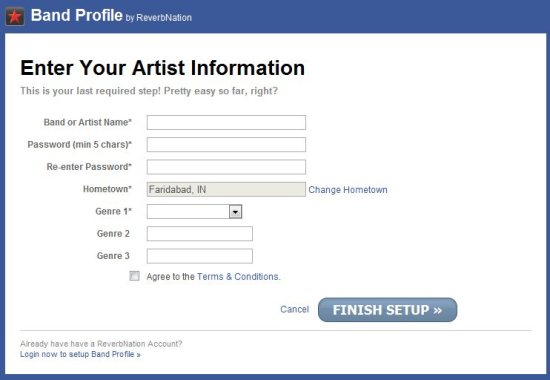 Band Profile by ReverbNation
Enter Your Artist Information
This is your last required step! Pretty easy so far, right?
Band or Artist Name*
Password (min 5 chars)*
Re-enter Password*
Hometown* Faridabad, IN Change Hometown
Genre 1*
Genre 2
Genre 3
Agree to the Terms & Conditions.
Cancel FINISH SETUP »
Already have have a ReverbNation Account?
Login now to setup Band Profile »